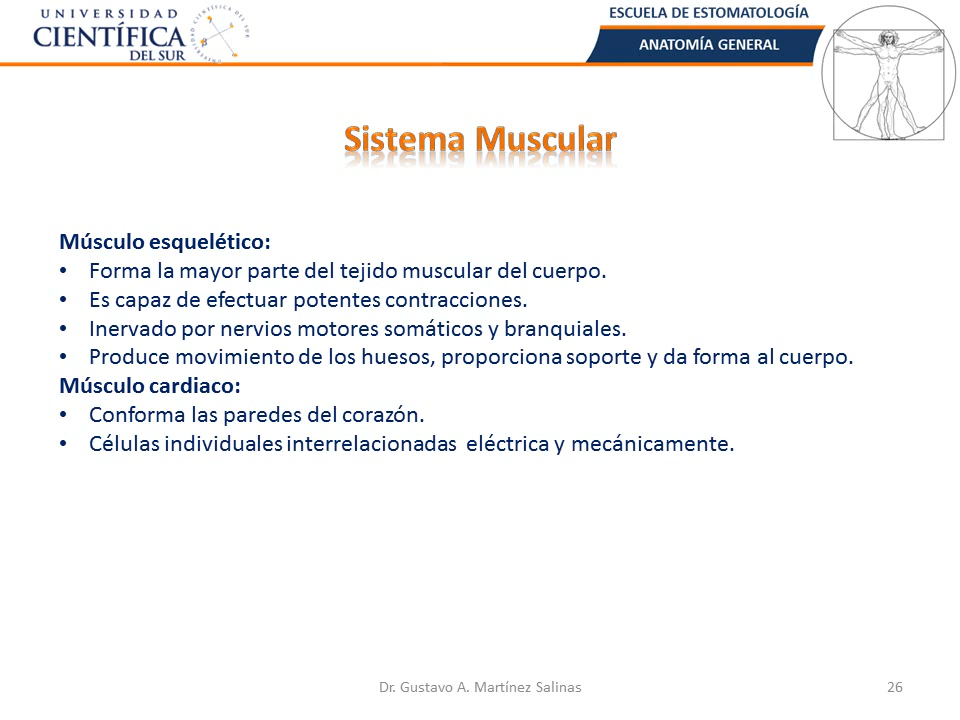 UNIVERSIDAD
CIENTÍFICA
DEL SUR
ESCUELA DE ESTOMATOLOGÍA
ANATOMÍA GENERAL
Sistema Muscular
Músculo esquelético:
• Forma la mayor parte del tejido muscular del cuerpo.
• Es capaz de efectuar potentes contracciones.
• Inervado por nervios motores somáticos y branquiales.
• Produce movimiento de los huesos, proporciona soporte y da forma al cuerpo.
Músculo cardiaco:
• Conforma las paredes del corazón.
• Células individuales interrelacionadas eléctrica y mecánicamente.
Dr. Gustavo A. Martínez Salinas
26